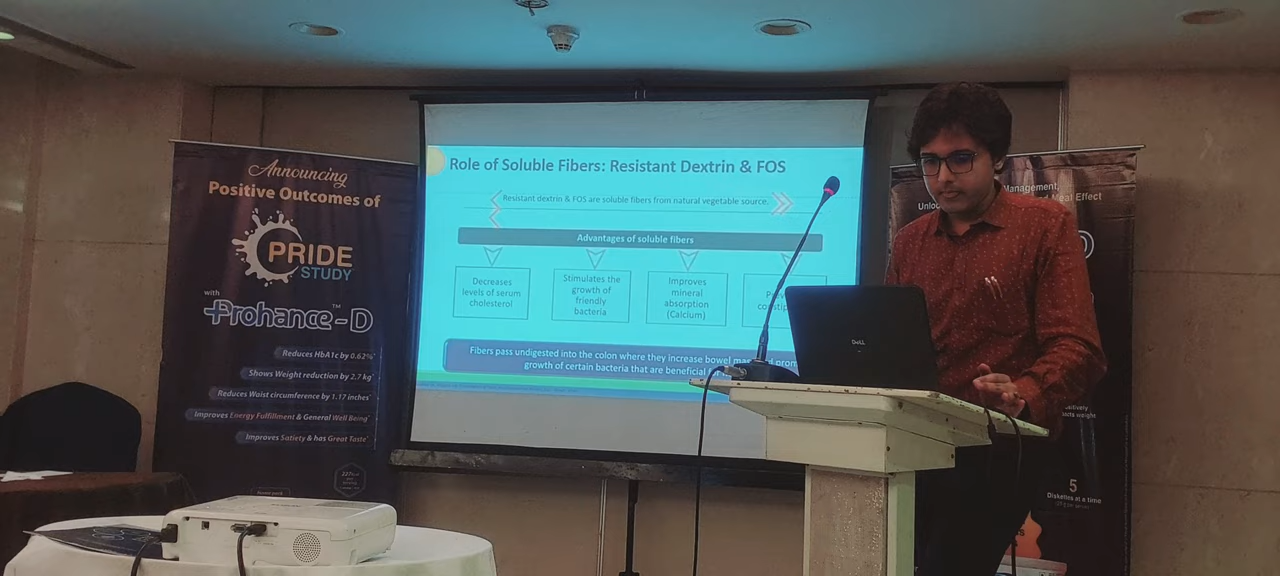 Announcing
Positive Outcomes of
PRIDE
STUDY
with
Prohance™-D
Reduces HbA1c by 0.62%*
Shows Weight reduction by 2.7 kg*
Reduces Waist circumference by 1.17 inches*
Improves Energy Fulfillment & General Well Being*
Improves Satiety & has Great Taste*
Role of Soluble Fibers: Resistant Dextrin & FOS
Resistant dextrin & FOS are soluble fibers from natural vegetable source.
Advantages of soluble fibers
Decreases
levels of serum
cholesterol
Stimulates the
growth of
friendly
bacteria
Improves
mineral
absorption
(Calcium)
Fibers pass undigested into the colon where they increase bowel
growth of certain bacteria that are beneficial
DELL
Management,
Meal Effect
weight
5
Diskettes at a time